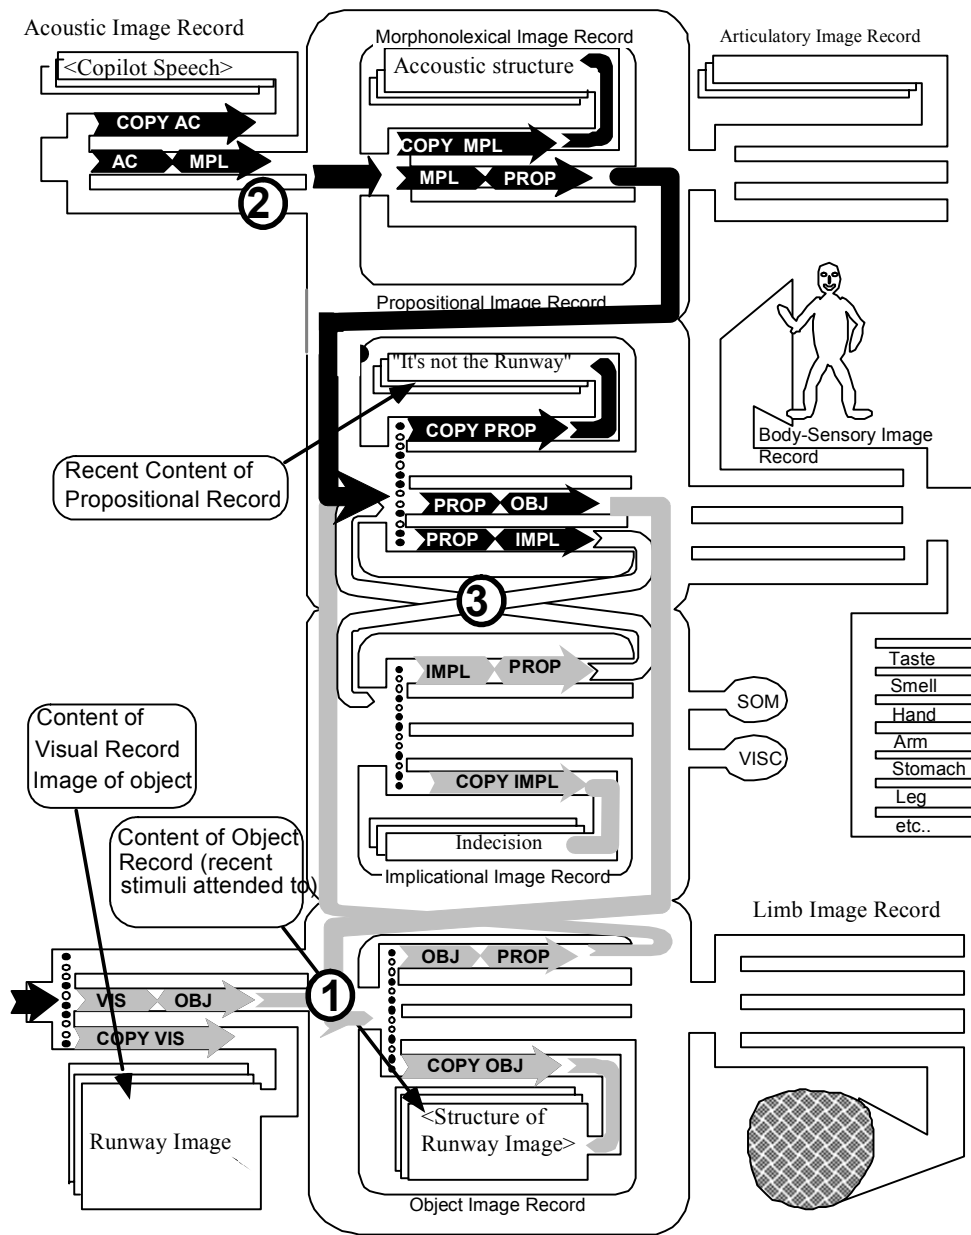 Acoustic Image Record
<Copilot Speech>
COPY AC
AC MPL
2
Morphonolexical Image Record
Accoustic structure
COPY MPL
MPL PROP
Articulatory Image Record
Propositional Image Record
"It's not the Runway"
COPY PROP
PROP OBJ
PROP IMPL
Recent Content of
Propositional Record
Body-Sensory Image
Record
3
IMPL PROP
COPY IMPL
Indecision
Implicational Image Record
SOM
VISC
Taste
Smell
Hand
Arm
Stomach
Leg
etc..
Content of
Visual Record
Image of object
Content of Object
Record (recent
stimuli attended to)
Limb Image Record
VIS OBJ
COPY VIS
Runway Image
1
OBJ PROP
COPY OBJ
<Structure of
Runway Image>
Object Image Record